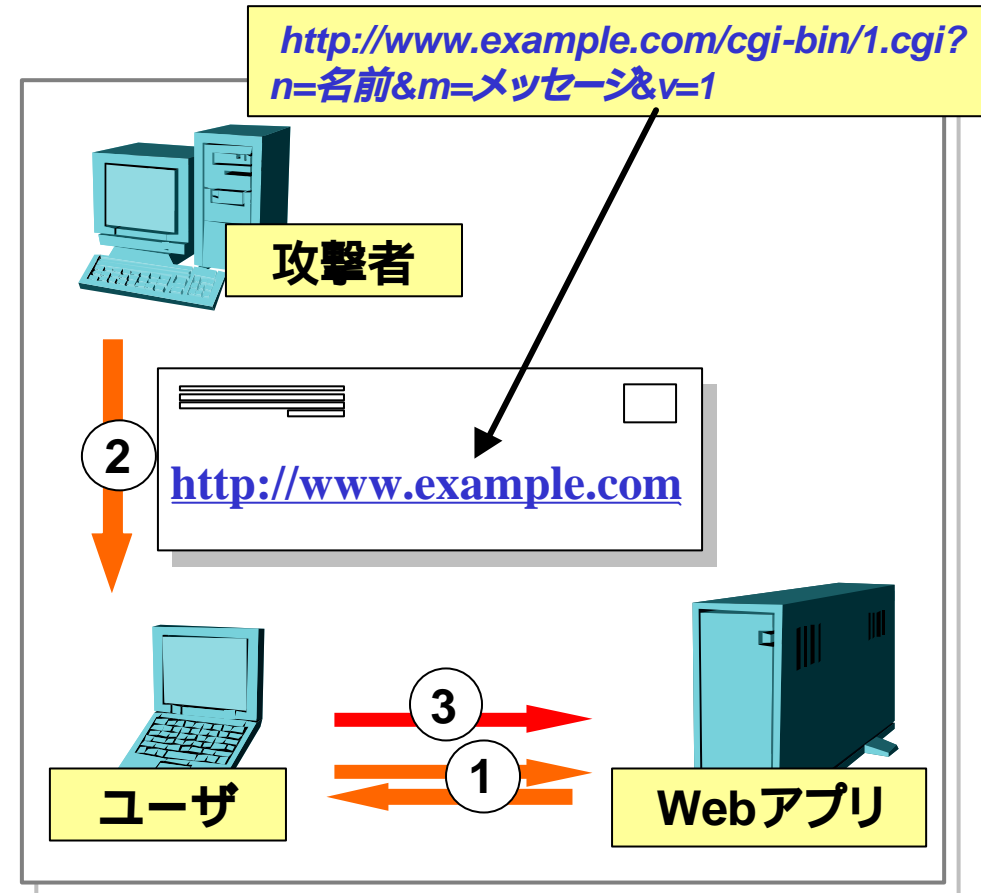 http://www.example.com/cgi-bin/1.cgi?
n=名前&m=メッセージ&v=1
攻撃者
2
http://www.example.com
3
1
ユーザ
Webアプリ